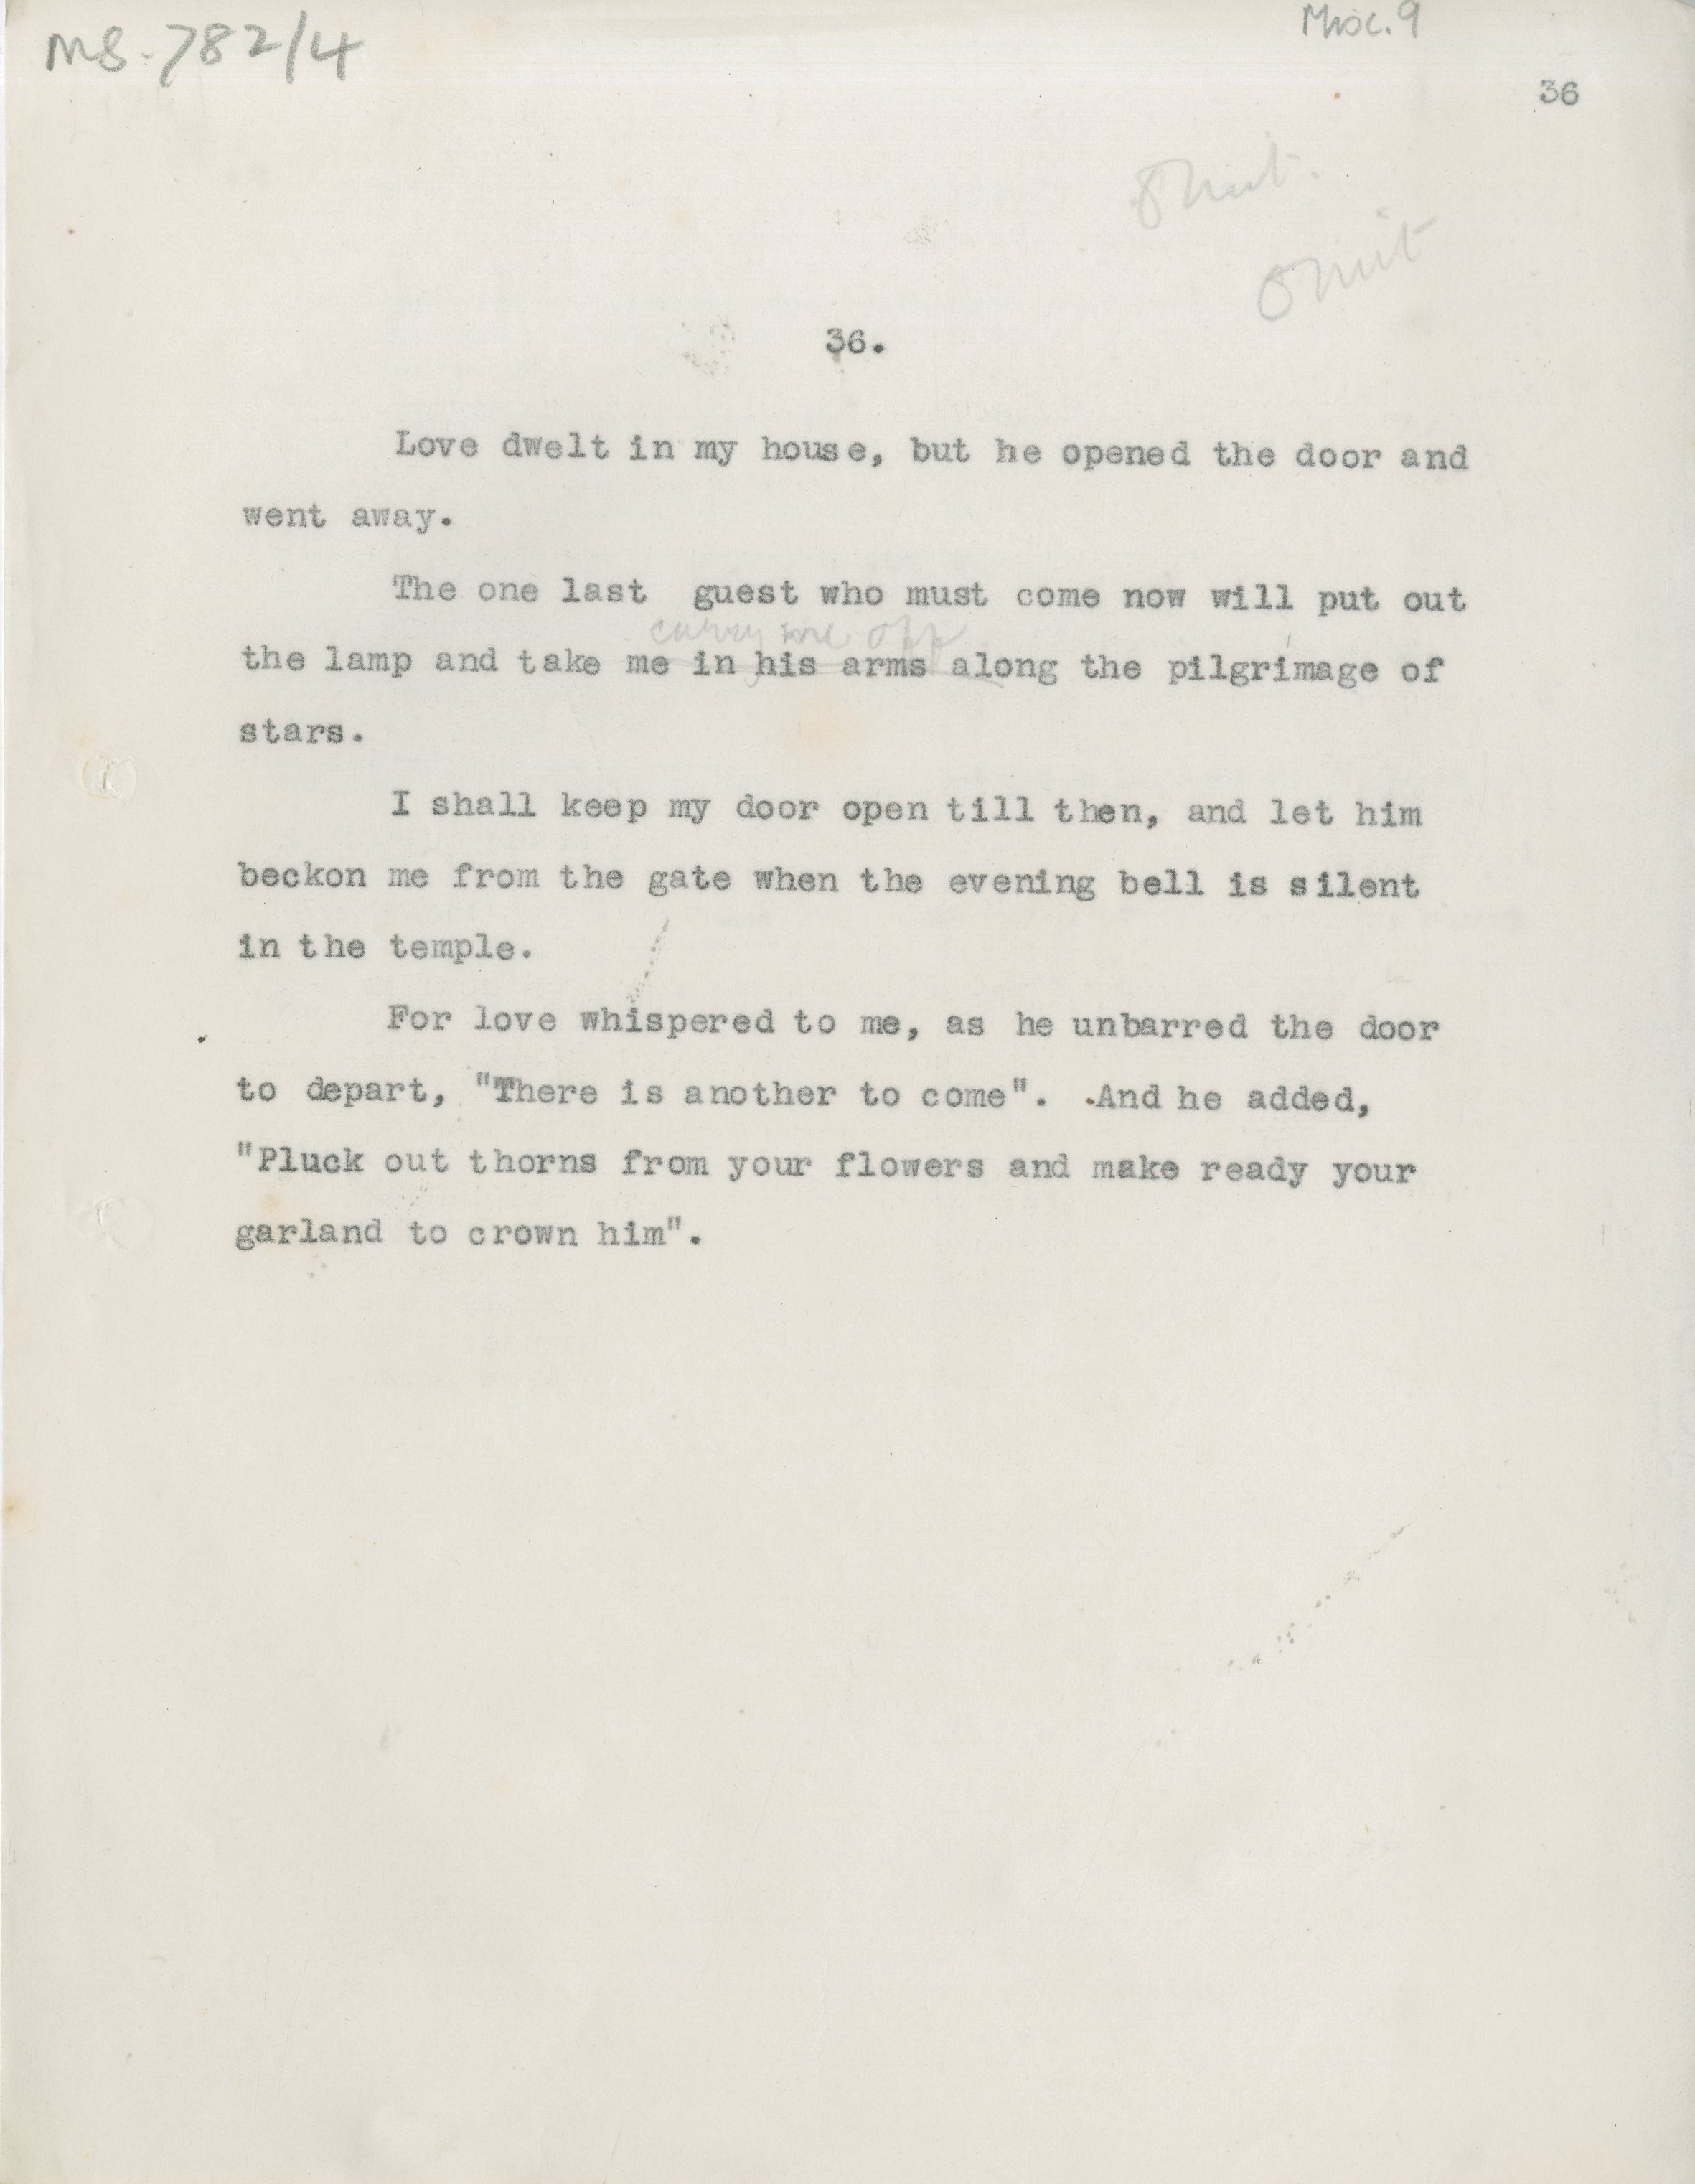 MS.782/4
Misc.9
36
Omit.
Omit
36.
Love dwelt in my house, but he opened the door and
went away.
The one last guest who must come now will put out
carry me off
the lamp and take me in his arms along the pilgrimage of
stars.
I shall keep my door open till then, and let him
beckon me from the gate when the evening bell is silent
in the temple.
For love whispered to me, as he unbarred the door
to depart, "There is another to come". And he added,
"Pluck out thorns from your flowers and make ready your
garland to crown him".